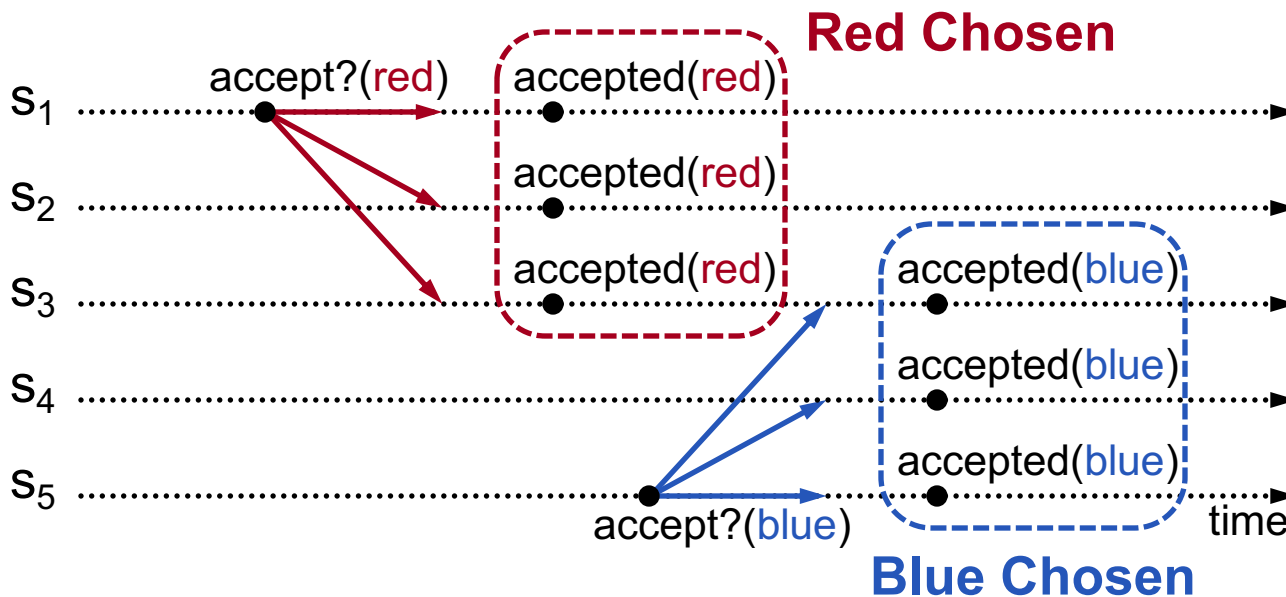 Red Chosen
accept?(red)
accepted(red)
S1
accepted(red)
S2
accepted(red)
accepted(blue)
S3
accepted(blue)
S4
accepted(blue)
S5
accept?(blue)
time
Blue Chosen